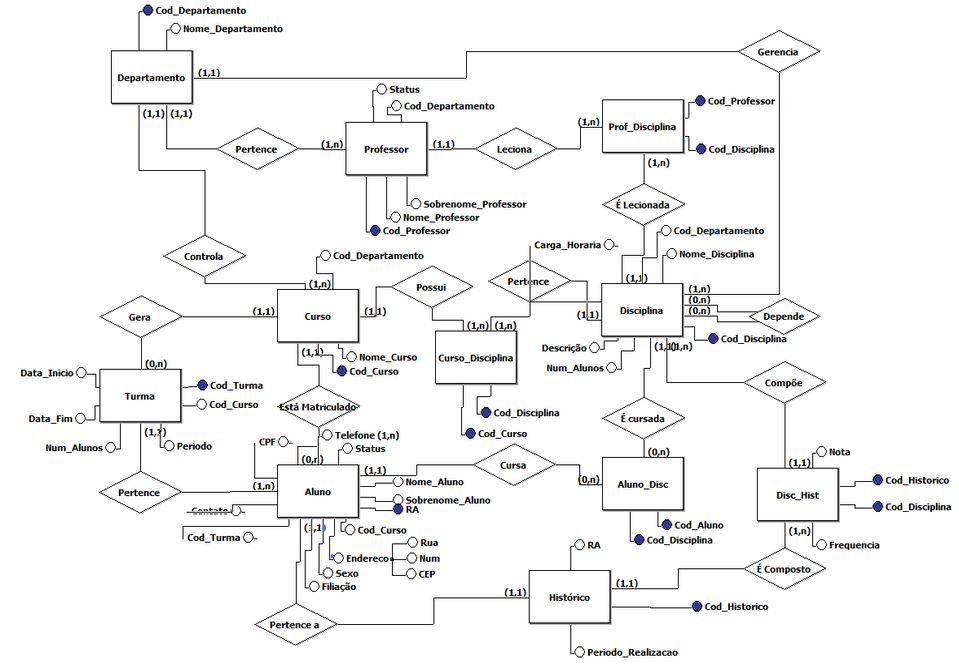 Cod_Departamento
Nome_Departamento
Departamento
(1,1)
Gerencia
(1,1)
(1,1)
Status
Cod_Departamento
Pertence
(1,n)
Professor
(1,1)
Leciona
(1,n)
Prof_Disciplina
Cod_Professor
Cod_Disciplina
(1,n)
Sobrenome_Professor
Nome_Professor
Cod_Professor
É Lecionada
Controla
Cod_Departamento
(1,n)
Carga_Horaria
Cod_Departamento
Nome_Disciplina
(1,1)
Gera
(1,1)
Curso
(1,1)
Possui
Pertence
(1,1)
Disciplina
(1,n)
(0,n)
(0,n)
Depende
Cod_Disciplina
(1,n)
(1,n)
Curso_Disciplina
Cod_Disciplina
Cod_Curso
Descrição
Num_Alunos
(1,n)
(1,1)
Nome_Curso
Cod_Curso
(0,n)
Data_Inicio
Turma
Cod_Turma
Cod_Curso
Data_Fim
Num_Alunos
Periodo
Está Matriculado
É cursada
Compõe
CPF
Telefone (1,n)
Status
(0,n)
Pertence
(1,n)
Aluno
(1,1)
Nome_Aluno
Sobrenome_Aluno
RA
Cursa
(0,n)
(0,n)
Aluno_Disc
Cod_Aluno
Cod_Disciplina
(1,1)
Nota
Disc_Hist
Cod_Historico
Cod_Disciplina
(1,n)
Frequencia
Contato
Cod_Turma
Cod_Curso
Endereco
Rua
Num
CEP
Sexo
Filiação
Pertence a
(1,1)
RA
Histórico
(1,1)
É Composto
Cod_Historico
Periodo_Realizacao